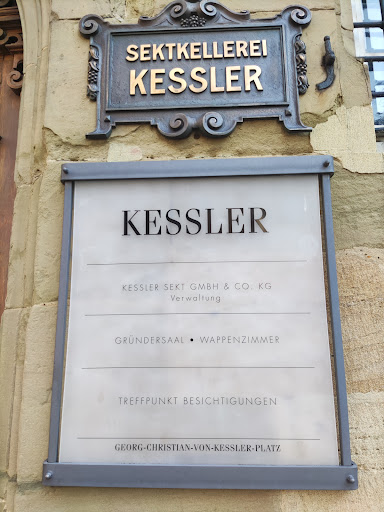 SEKTKELLEREI
KESSLER
KESSLER
KESSLER SEKT GMBH & CO. KG
Verwaltung
GRÜNDERSAAL • WAPPENZIMMER
TREFFPUNKT BESICHTIGUNGEN
GEORG-CHRISTIAN-VON-KESSLER-PLATZ